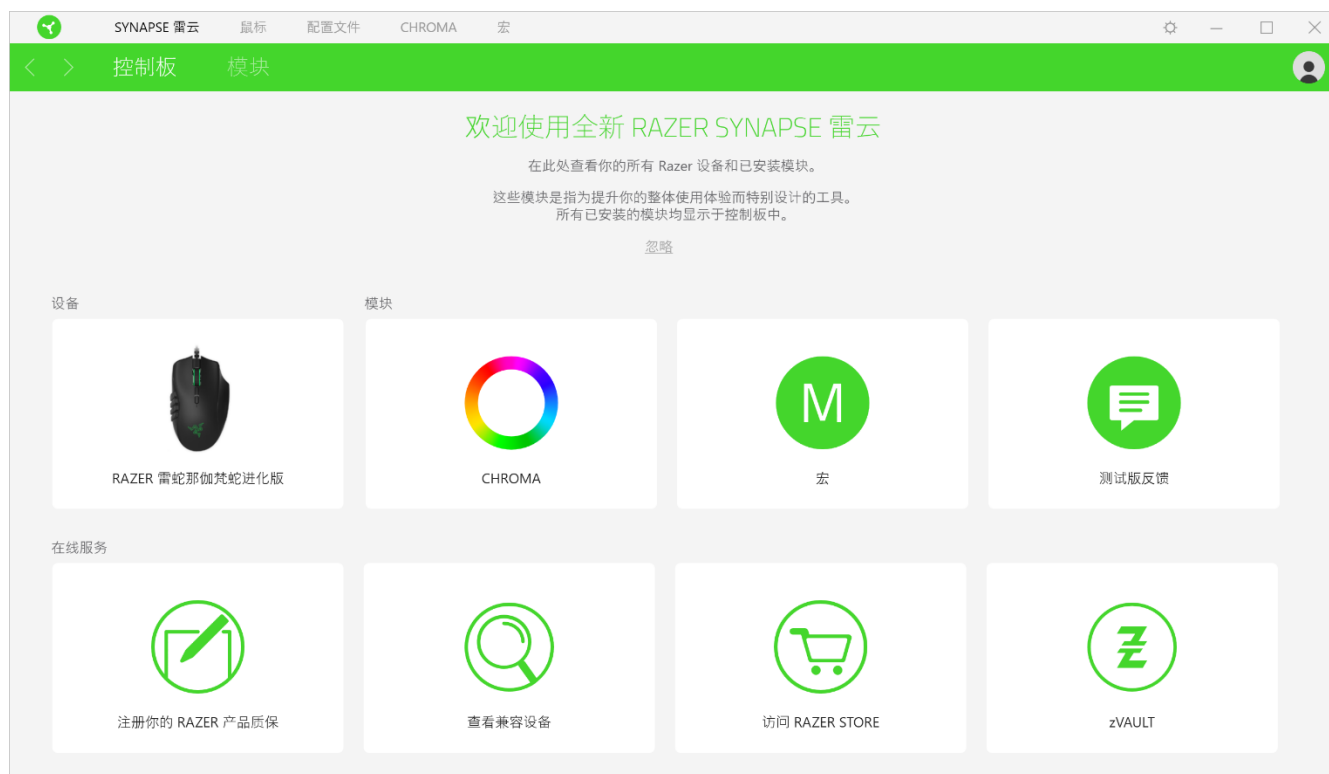 SYNAPSE 雷云 鼠标 配置文件 CHROMA 宏
控制板 模块
欢迎使用全新 RAZER SYNAPSE 雷云
在此处查看你的所有 Razer 设备和已安装模块。
这些模块是指为提升你的整体使用体验而特别设计的工具。
所有已安装的模块均显示于控制板中。
忽略
设备 模块
M
RAZER 雷蛇那伽梵蛇进化版 CHROMA 宏 测试版反馈
在线服务
注册你的 RAZER 产品质保 查看兼容设备 访问 RAZER STORE zVAULT